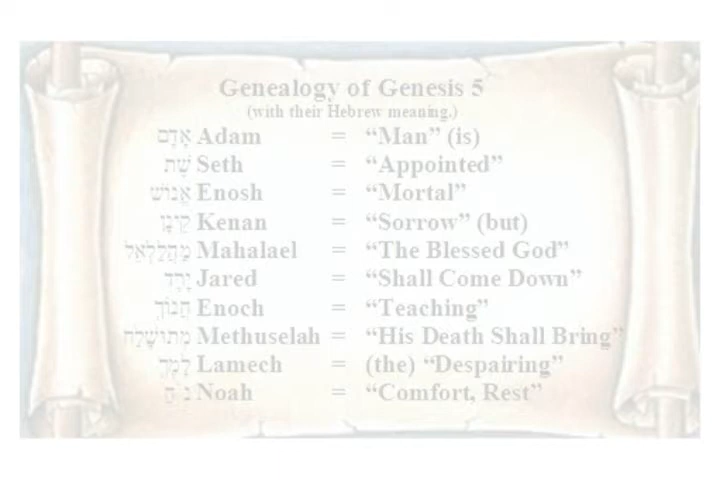 Genealogy of Genesis 5
(with their Hebrew meaning.)
אָדָם Adam = “Man” (is)
שֵׁת Seth = “Appointed”
אֱנוֹשׁ Enosh = “Mortal”
קֵינָן Kenan = “Sorrow” (but)
מַהֲלַלְאֵל Mahalael = “The Blessed God”
יָרֶד Jared = “Shall Come Down”
חֲנוֹךְ Enoch = “Teaching”
מְתוּשֶׁלַח Methuselah = “His Death Shall Bring”
לָמֶךְ Lamech = (the) “Despairing”
נֹחַ Noah = “Comfort, Rest”